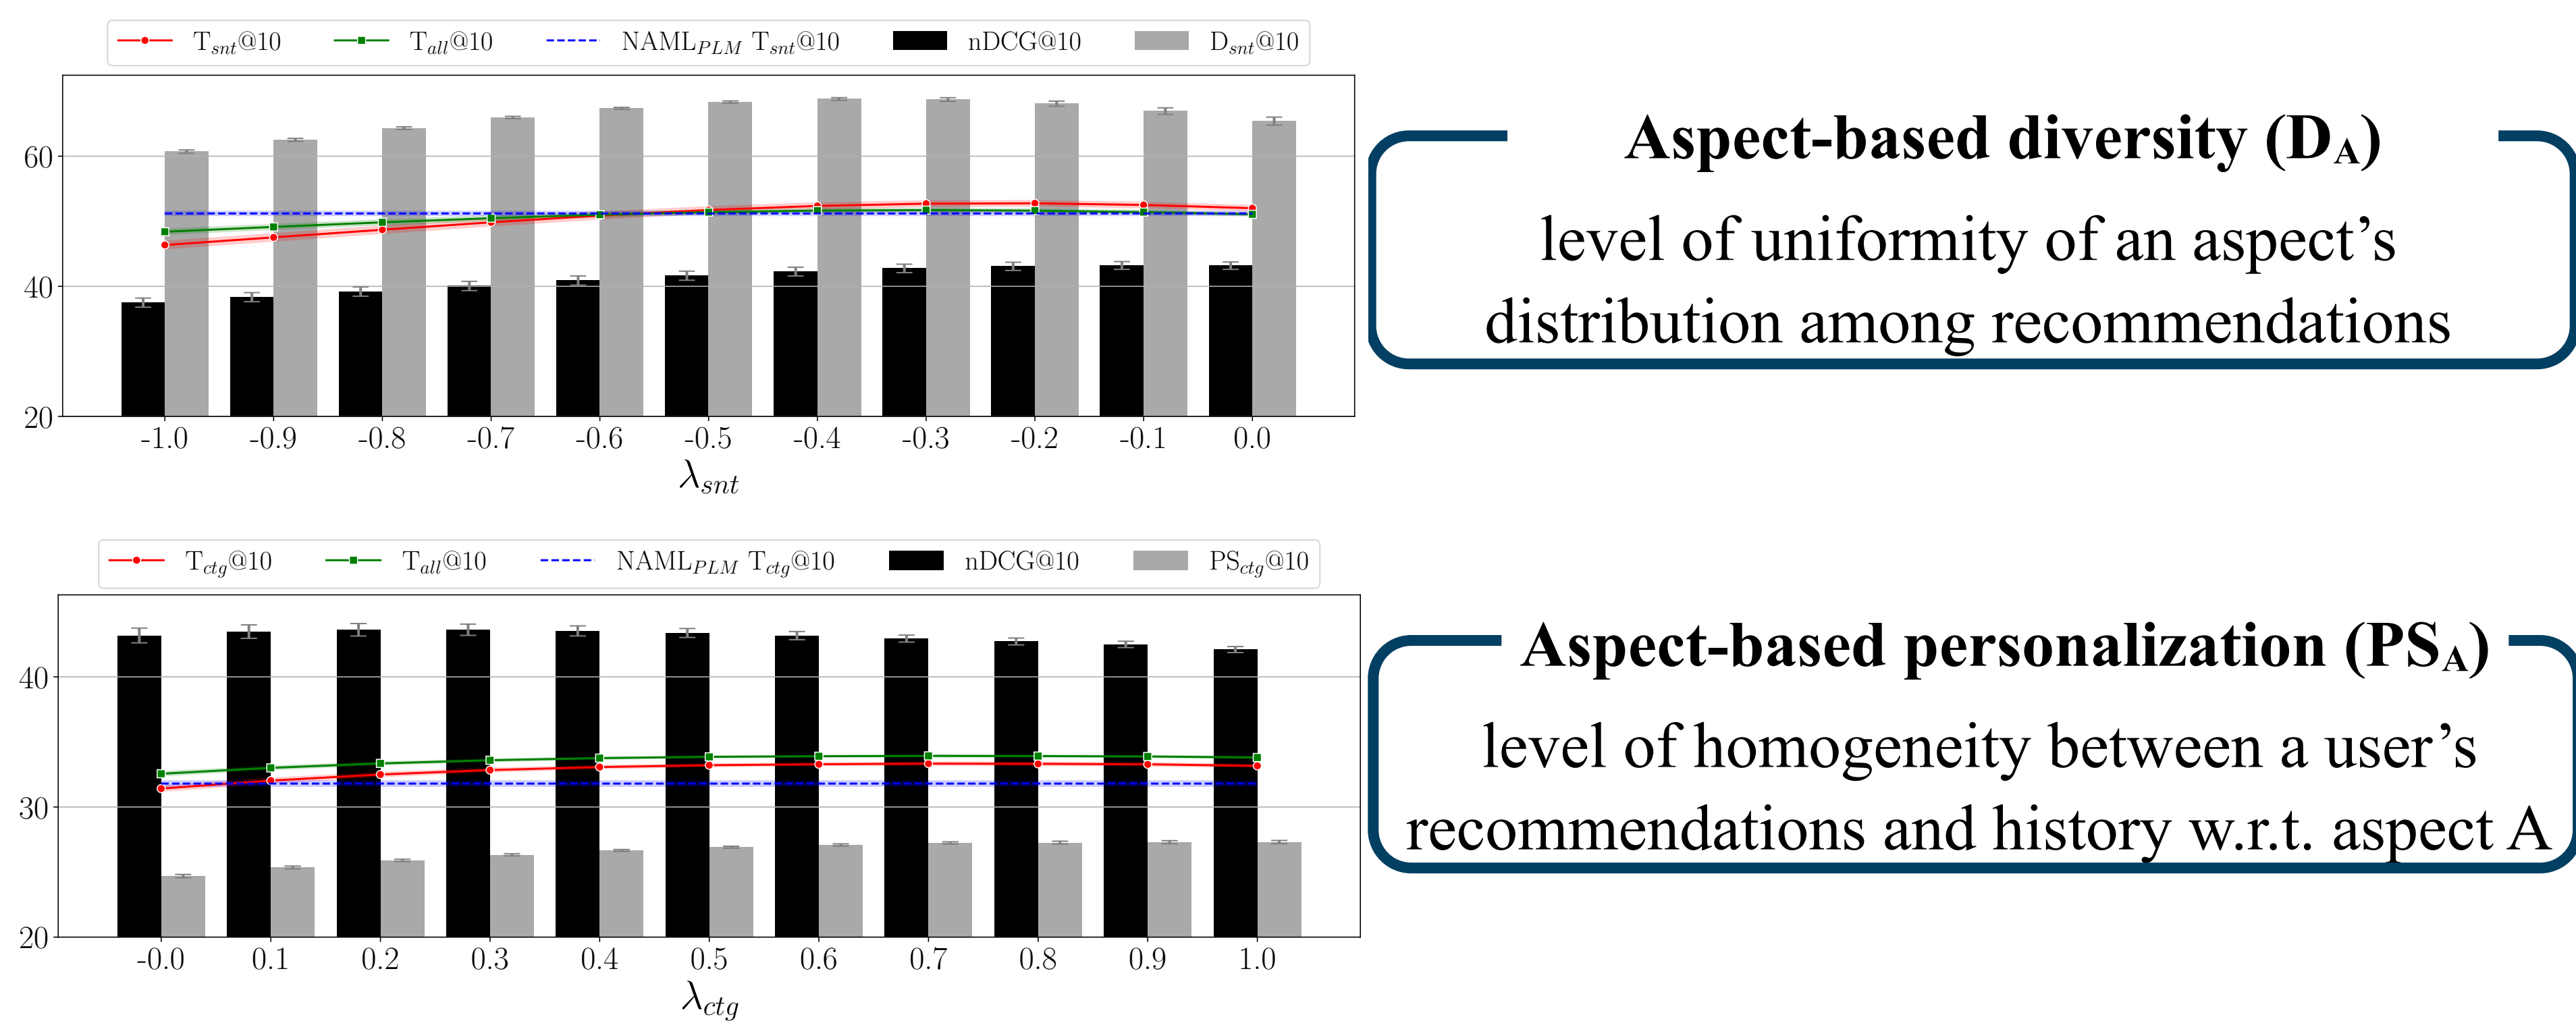 T_snt@10 T_all@10 NAML_PLM T_snt@10 nDCG@10 D_snt@10
60
40
20
-1.0 -0.9 -0.8 -0.7 -0.6 -0.5 -0.4 -0.3 -0.2 -0.1 0.0
λ_snt
Aspect-based diversity (D_A)
level of uniformity of an aspect’s
distribution among recommendations
T_ctg@10 T_all@10 NAML_PLM T_ctg@10 nDCG@10 PS_ctg@10
40
30
20
-0.0 0.1 0.2 0.3 0.4 0.5 0.6 0.7 0.8 0.9 1.0
λ_ctg
Aspect-based personalization (PS_A)
level of homogeneity between a user’s
recommendations and history w.r.t. aspect A